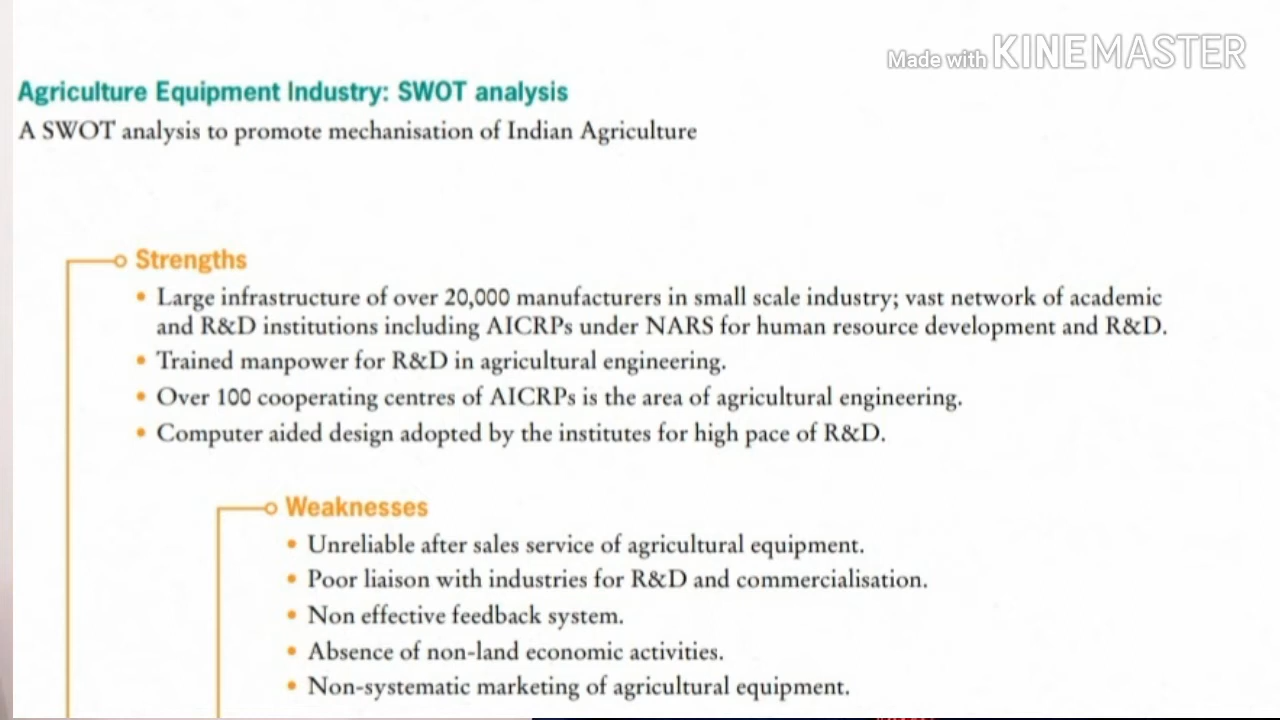 Made with KINEMASTER
Agriculture Equipment Industry: SWOT analysis
A SWOT analysis to promote mechanisation of Indian Agriculture
Strengths
• Large infrastructure of over 20,000 manufacturers in small scale industry; vast network of academic
and R&D institutions including AICRPs under NARS for human resource development and R&D.
• Trained manpower for R&D in agricultural engineering.
• Over 100 cooperating centres of AICRPs is the area of agricultural engineering.
• Computer aided design adopted by the institutes for high pace of R&D.
Weaknesses
• Unreliable after sales service of agricultural equipment.
• Poor liaison with industries for R&D and commercialisation.
• Non effective feedback system.
• Absence of non-land economic activities.
• Non-systematic marketing of agricultural equipment.